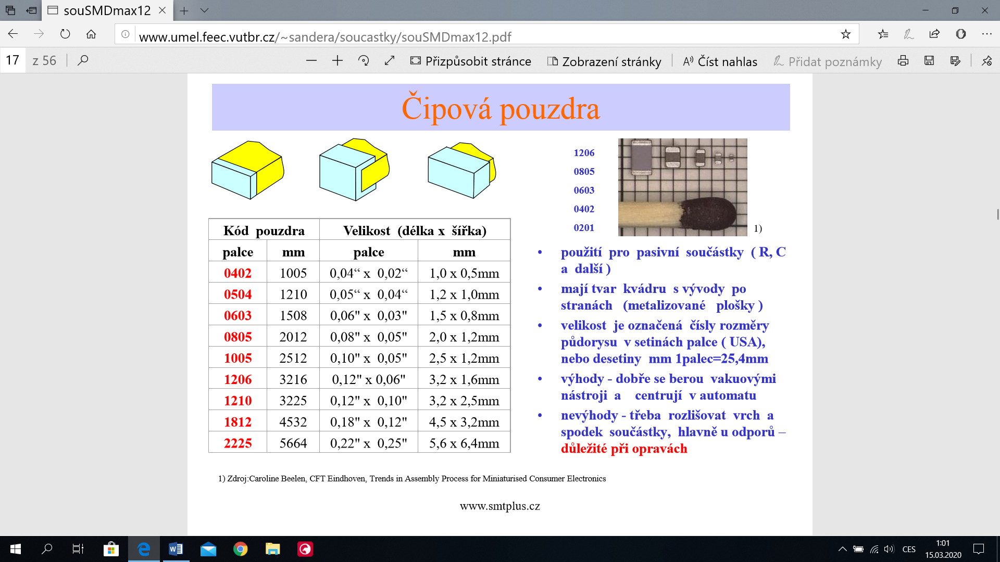 souSMDmax12
www.umel.feec.vutbr.cz/~sandera/soucastky/souSMDmax12.pdf
17 z 56 Přizpůsobit stránce Zobrazení stránky Číst nahlas Přidat poznámky
Čipová pouzdra
1206
0805
0603
0402
0201
1)
Kód pouzdra Velikost (délka x šířka)
palce mm palce mm
0402 1005 0,04“ x 0,02“ 1,0 x 0,5mm
0504 1210 0,05“ x 0,04“ 1,2 x 1,0mm
0603 1508 0,06" x 0,03" 1,5 x 0,8mm
0805 2012 0,08" x 0,05" 2,0 x 1,2mm
1005 2512 0,10" x 0,05" 2,5 x 1,2mm
1206 3216 0,12" x 0,06" 3,2 x 1,6mm
1210 3225 0,12" x 0,10" 3,2 x 2,5mm
1812 4532 0,18" x 0,12" 4,5 x 3,2mm
2225 5664 0,22" x 0,25" 5,6 x 6,4mm
• použití pro pasivní součástky ( R, C
a další )
• mají tvar kvádru s vývody po
stranách (metalizované plošky )
• velikost je označená čísly rozměry
půdorysu v setinách palce ( USA),
nebo desetiny mm 1palec=25,4mm
• výhody - dobře se berou vakuovými
nástroji a centrují v automatu
• nevýhody - třeba rozlišovat vrch a
spodek součástky, hlavně u odporů –
důležité při opravách
1) Zdroj:Caroline Beelen, CFT Eindhoven, Trends in Assembly Process for Miniaturised Consumer Electronics
www.smtplus.cz
CES
1:01
15.03.2020